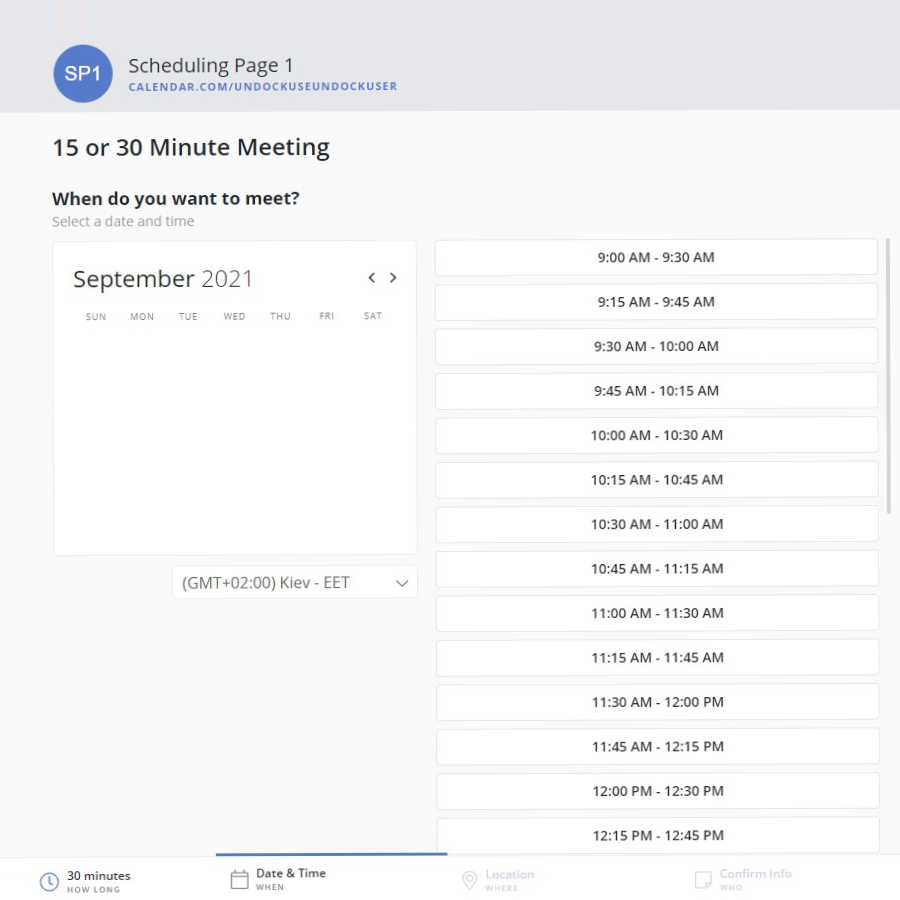 SP1
Scheduling Page 1
CALENDAR.COM/UNDOCKUSEUNDOCKUSER
15 or 30 Minute Meeting
When do you want to meet?
Select a date and time
September 2021
SUN MON TUE WED THU FRI SAT
(GMT+02:00) Kiev - EET
9:00 AM - 9:30 AM
9:15 AM - 9:45 AM
9:30 AM - 10:00 AM
9:45 AM - 10:15 AM
10:00 AM - 10:30 AM
10:15 AM - 10:45 AM
10:30 AM - 11:00 AM
10:45 AM - 11:15 AM
11:00 AM - 11:30 AM
11:15 AM - 11:45 AM
11:30 AM - 12:00 PM
11:45 AM - 12:15 PM
12:00 PM - 12:30 PM
12:15 PM - 12:45 PM
30 minutes
HOW LONG
Date & Time
WHEN
Location
WHERE
Confirm Info
WHO